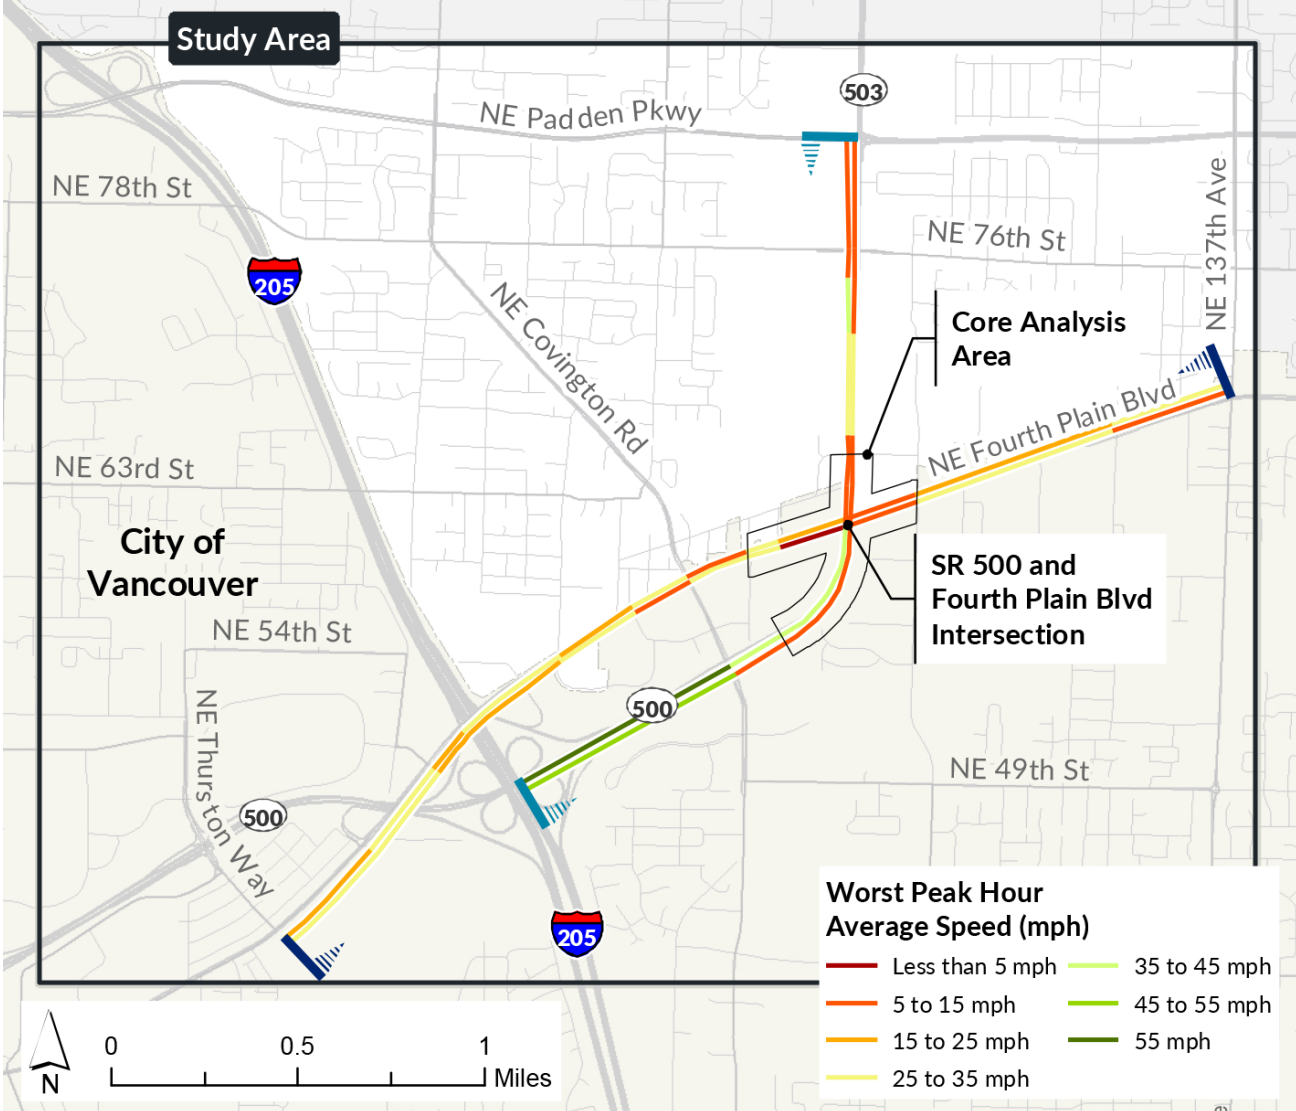 Study Area
503
NE Padden Pkwy
NE 78th St
NE 137th Ave
NE 76th St
205
NE Covington Rd
Core Analysis
Area
NE Fourth Plain Blvd
NE 63rd St
City of
Vancouver
SR 500 and
Fourth Plain Blvd
Intersection
NE 54th St
500
NE Thurston Way
NE 49th St
500
205
Worst Peak Hour
Average Speed (mph)
Less than 5 mph
5 to 15 mph
15 to 25 mph
25 to 35 mph
35 to 45 mph
45 to 55 mph
55 mph
N
0 0.5 1
Miles